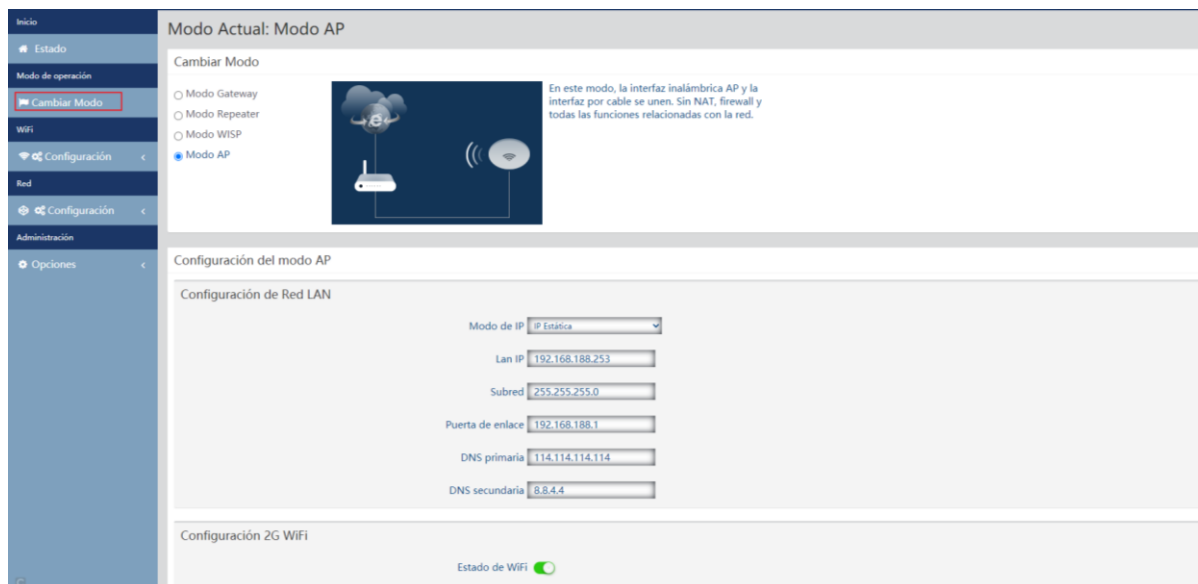 Inicio
Estado
Modo de operación
Cambiar Modo
WiFi
Configuración
Red
Configuración
Administración
Opciones
Modo Actual: Modo AP
Cambiar Modo
Modo Gateway
Modo Repeater
Modo WISP
Modo AP
En este modo, la interfaz inalámbrica AP y la
interfaz por cable se unen. Sin NAT, firewall y
todas las funciones relacionadas con la red.
Configuración del modo AP
Configuración de Red LAN
Modo de IP IP Estática
Lan IP 192.168.188.253
Subred 255.255.255.0
Puerta de enlace 192.168.188.1
DNS primaria 114.114.114.114
DNS secundaria 8.8.4.4
Configuración 2G WiFi
Estado de WiFi